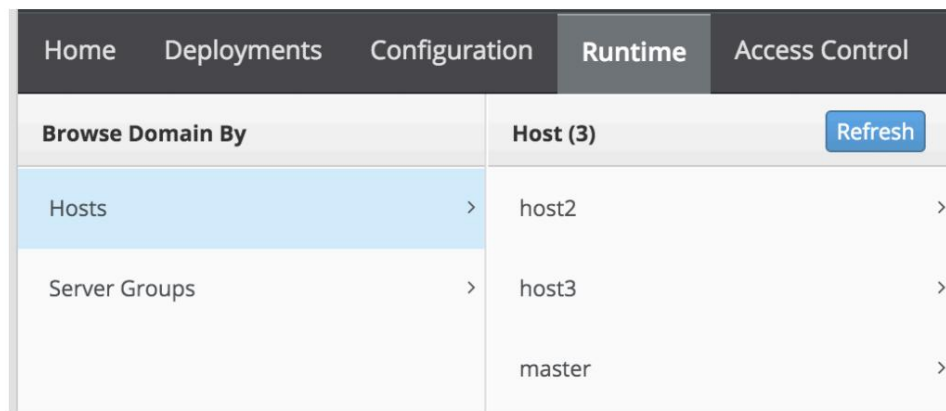 Home Deployments Configuration Runtime Access Control
Browse Domain By
Host (3) Refresh
Hosts
host2
Server Groups
host3
master